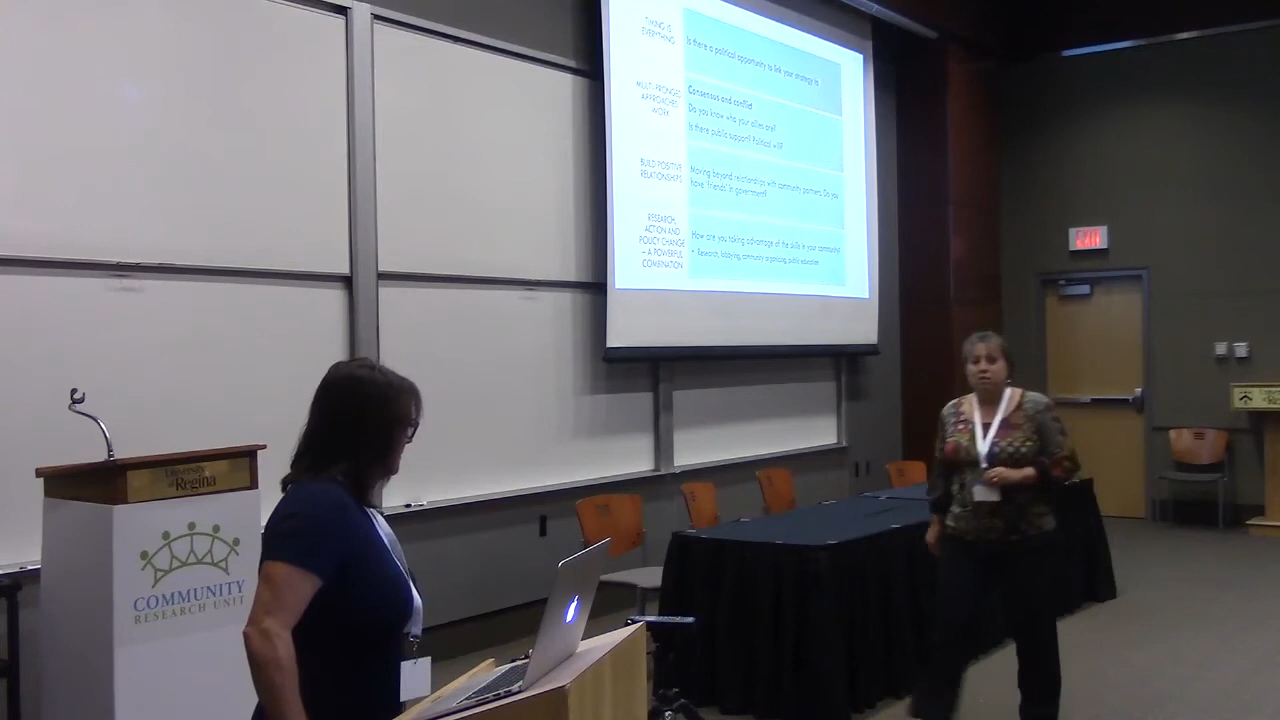 TIMING IS
EVERYTHING
Is there a political opportunity to link your strategy to
MULTI-PRONGED
APPROACHES
WORK
Consensus and conflict
Do you know who your allies are?
Is there public support? Political will?
BUILD POSITIVE
RELATIONSHIPS
Moving beyond relationships with community partners. Do you
have 'friends' in government?
RESEARCH,
ACTION AND
POLICY CHANGE
– A POWERFUL
COMBINATION
How are you taking advantage of the skills in your community?
• Research, lobbying, community organizing, public education
EXIT
University
of Regina
COMMUNITY
RESEARCH UNIT